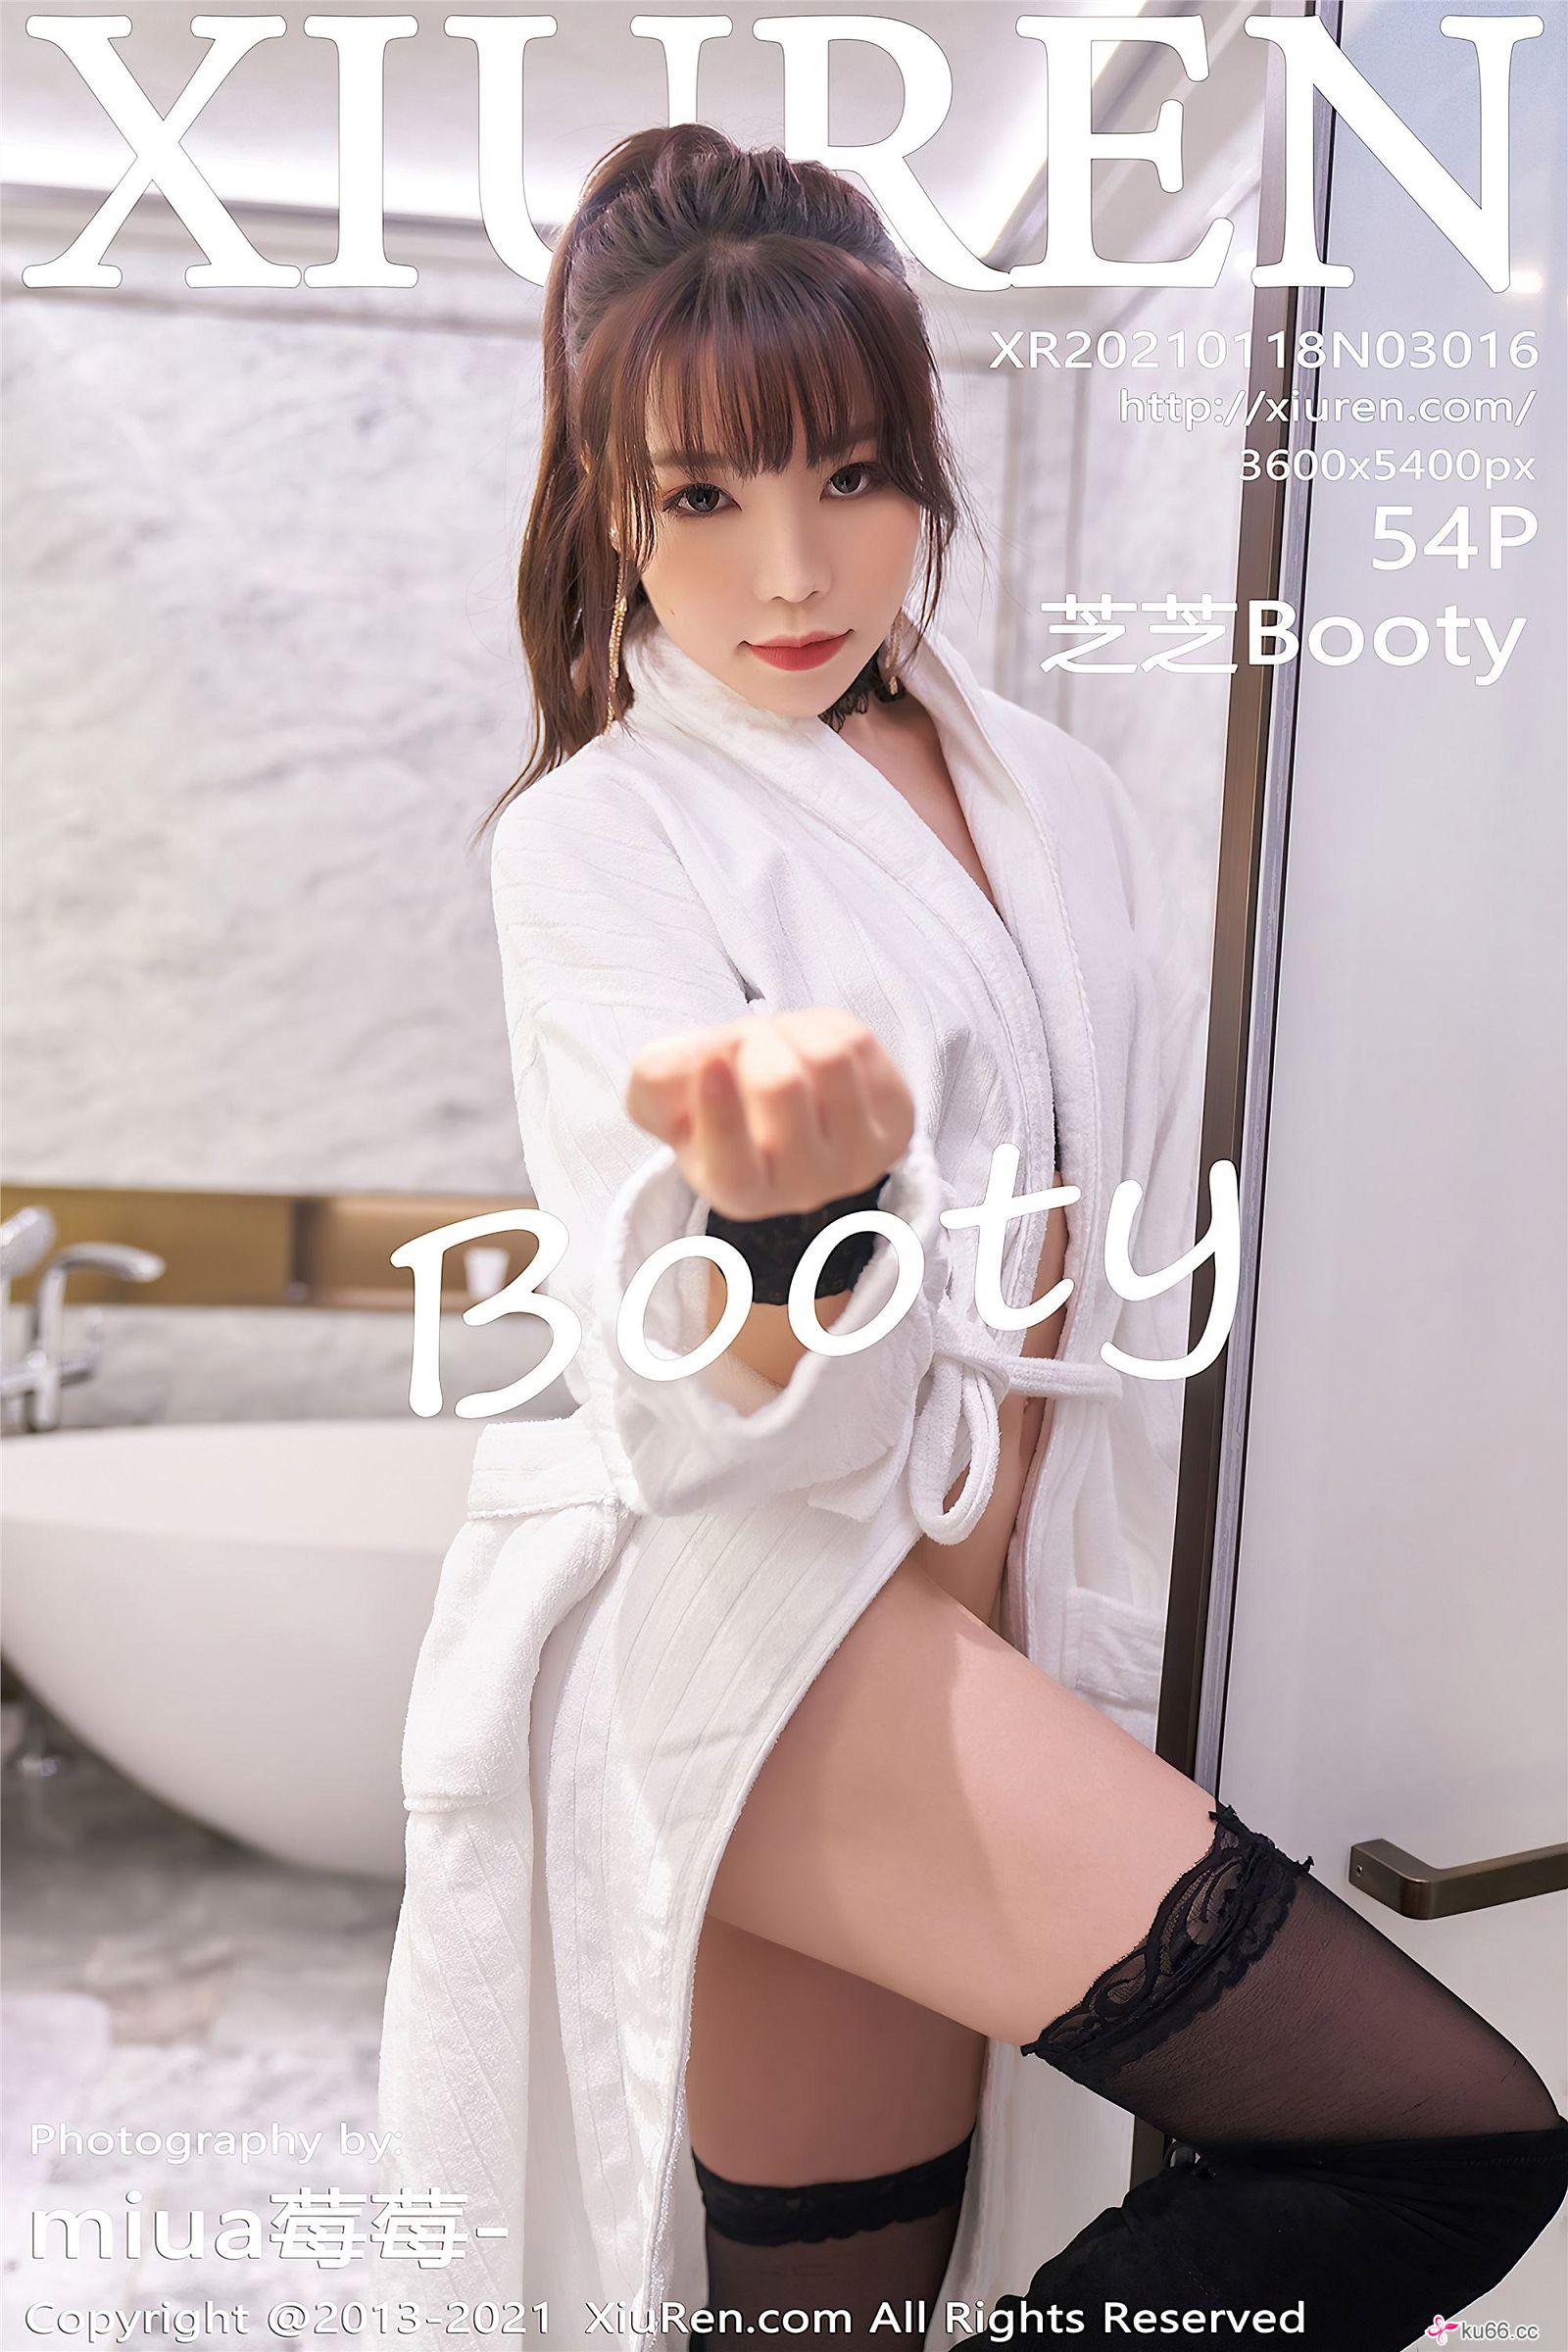 XIUREN
XR20210118N03016
http://xiuren.com/
3600x5400px
54P
芝芝Booty
Booty
Photography by:
miua莓莓-
Copyright @2013-2021 XiuRen.com All Rights Reserved
ku66.cc